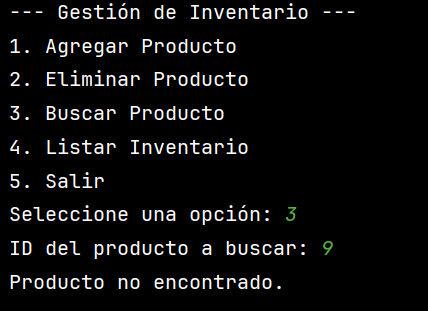 --- Gestión de Inventario ---
1. Agregar Producto
2. Eliminar Producto
3. Buscar Producto
4. Listar Inventario
5. Salir
Seleccione una opción: 3
ID del producto a buscar: 9
Producto no encontrado.